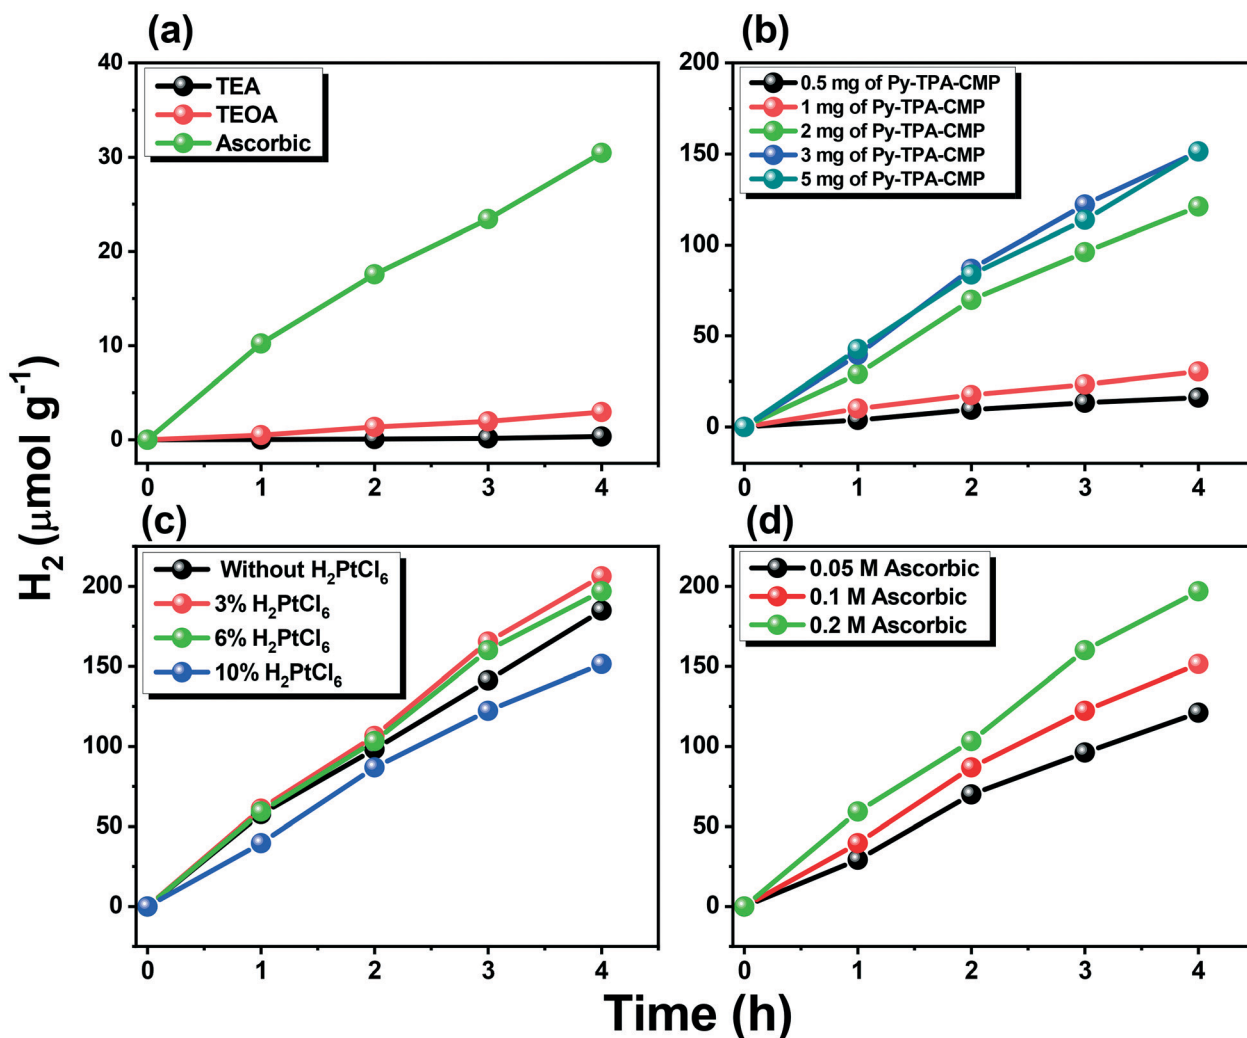 (a)
40
30
20
10
0
TEA
TEOA
Ascorbic
0 1 2 3 4
(b)
200
150
100
50
0
0.5 mg of Py-TPA-CMP
1 mg of Py-TPA-CMP
2 mg of Py-TPA-CMP
3 mg of Py-TPA-CMP
5 mg of Py-TPA-CMP
0 1 2 3 4
H₂ (μmol g⁻¹)
(c)
200
150
100
50
0
Without H₂PtCl₆
3% H₂PtCl₆
6% H₂PtCl₆
10% H₂PtCl₆
0 1 2 3 4
(d)
200
150
100
50
0
0.05 M Ascorbic
0.1 M Ascorbic
0.2 M Ascorbic
0 1 2 3 4
Time (h)